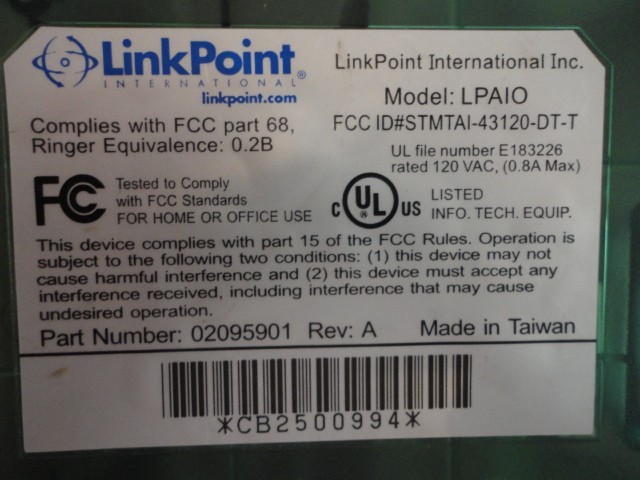 LinkPoint®
INTERNATIONAL
linkpoint.com
LinkPoint International Inc.
Model: LPAIO
FCC ID#STMTAI-43120-DT-T
Complies with FCC part 68,
Ringer Equivalence: 0.2B
UL file number E183226
rated 120 VAC, (0.8A Max)
FC Tested to Comply
with FCC Standards
FOR HOME OR OFFICE USE
C UL® US LISTED
INFO. TECH. EQUIP.
This device complies with part 15 of the FCC Rules. Operation is
subject to the following two conditions: (1) this device may not
cause harmful interference and (2) this device must accept any
interference received, including interference that may cause
undesired operation.
Part Number: 02095901 Rev: A Made in Taiwan
*CB2500994*